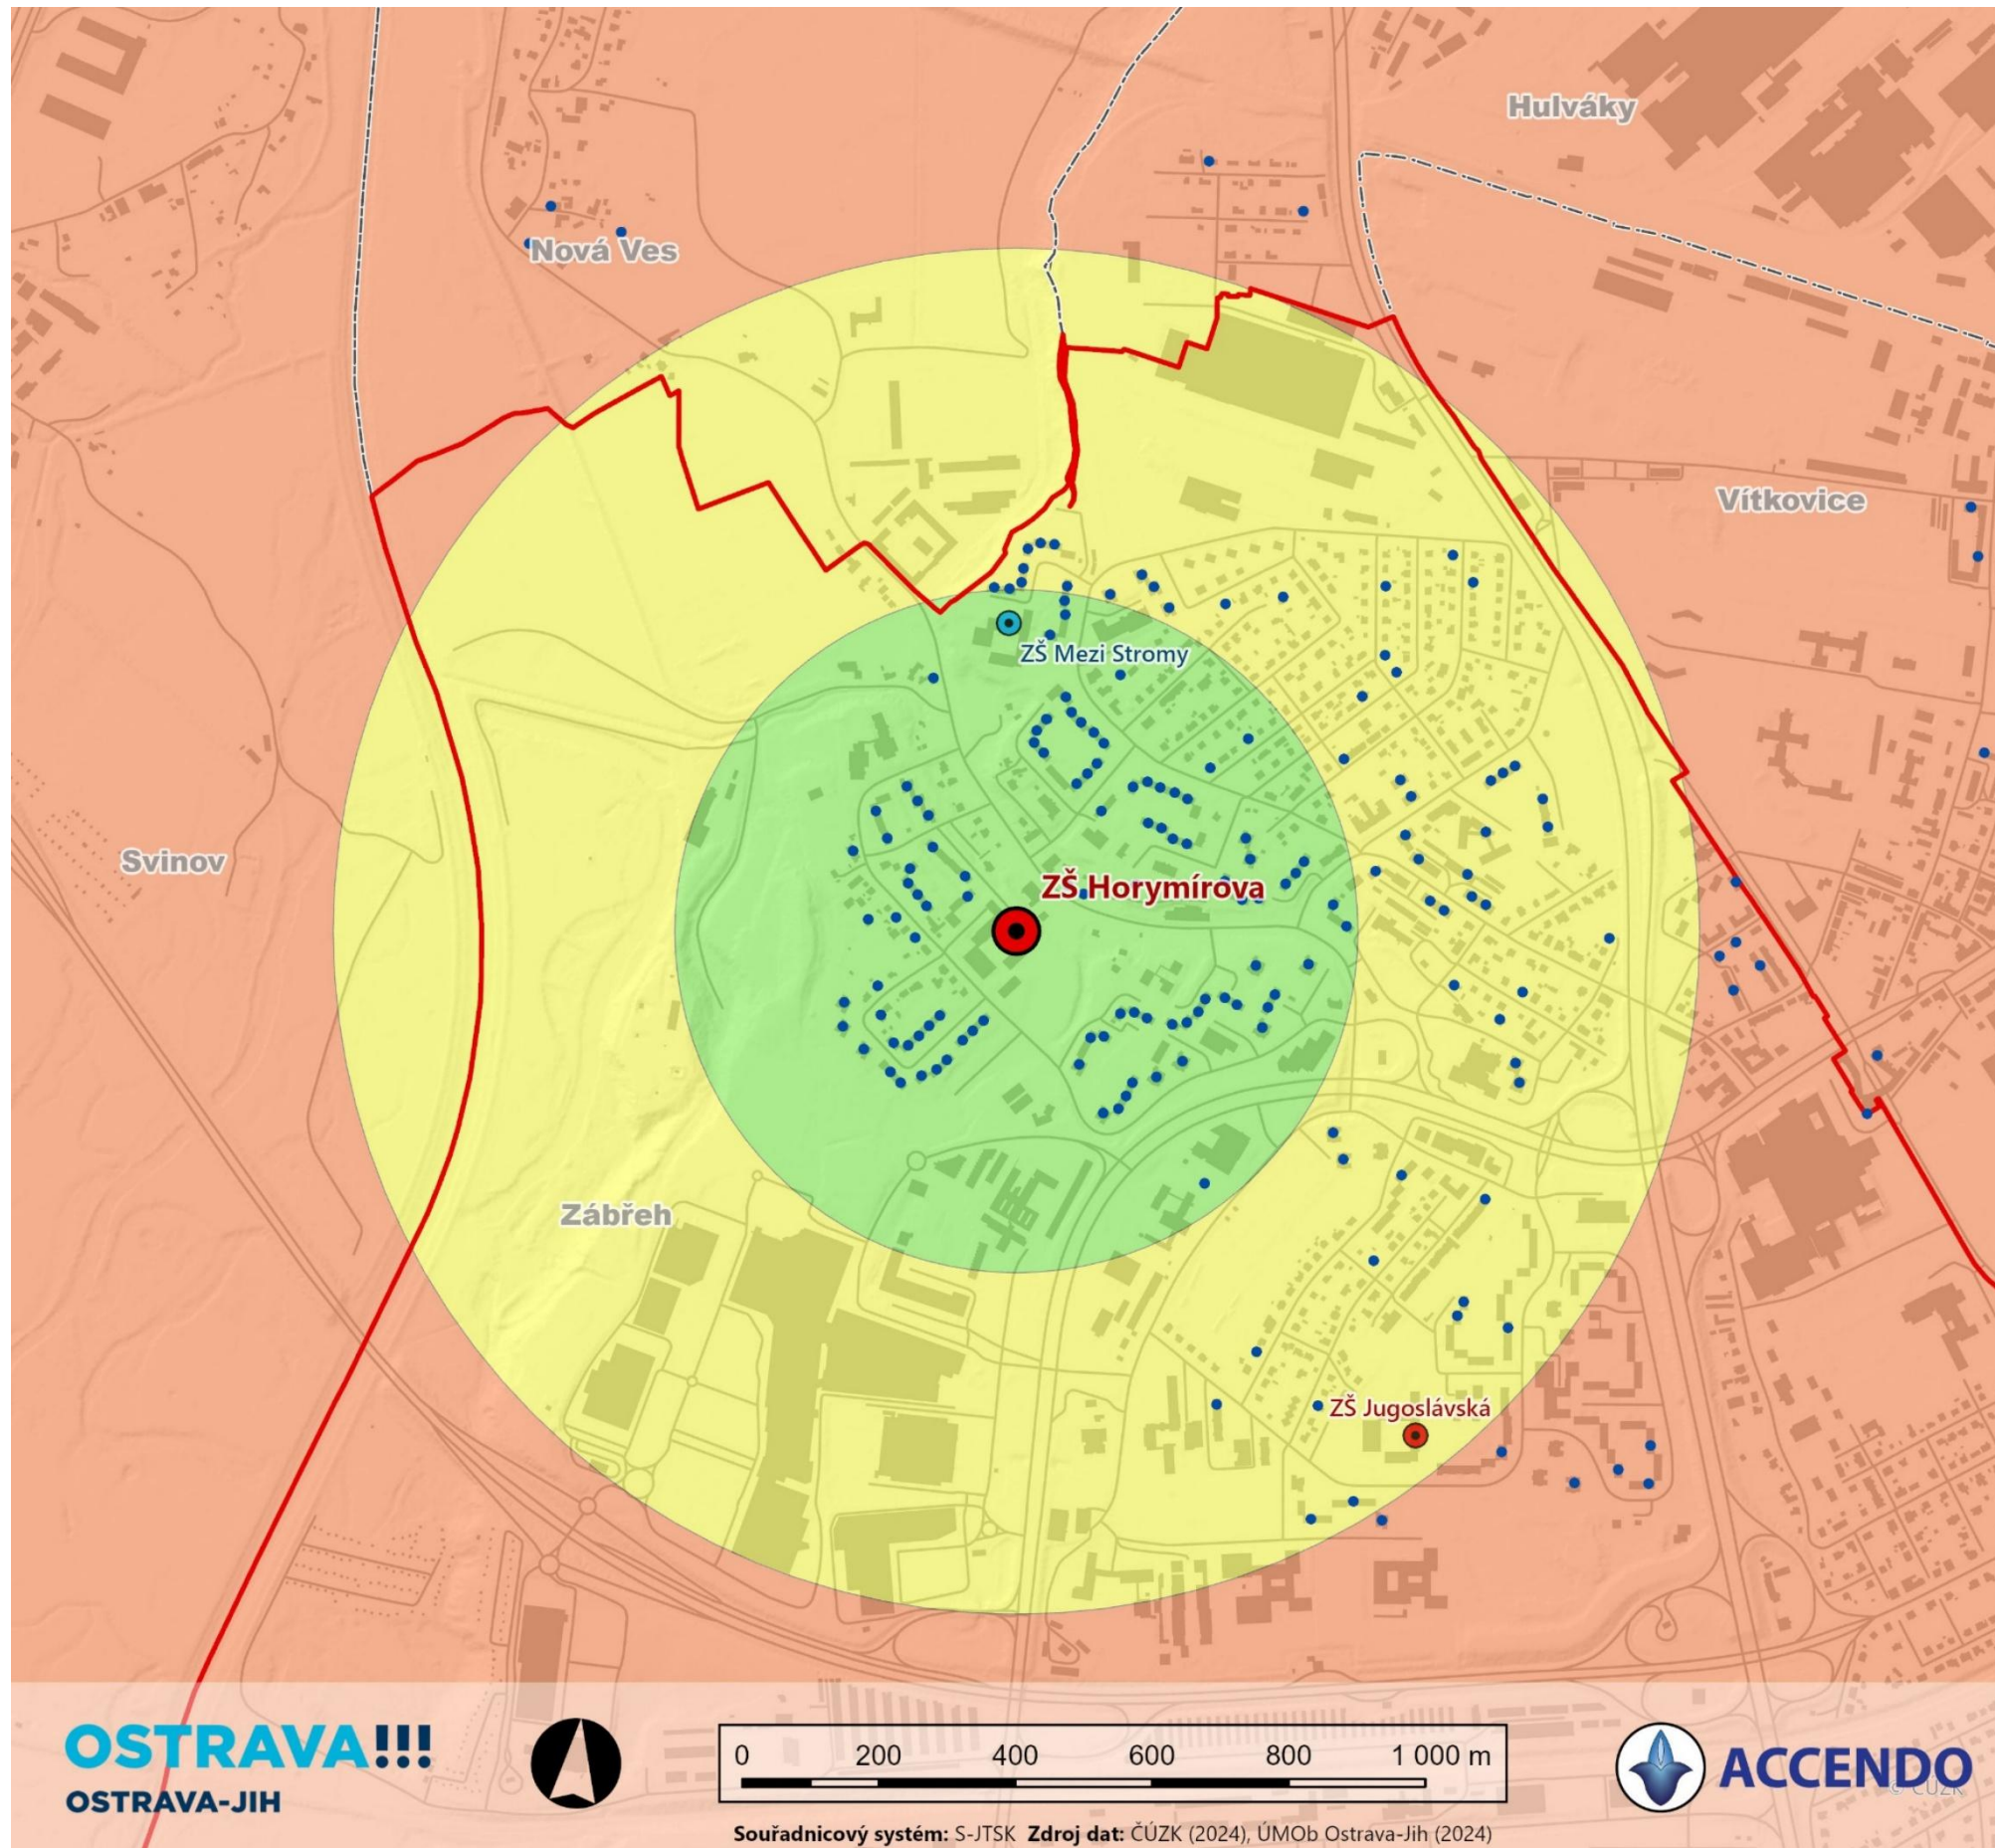 Hulváky
Nová Ves
Vítkovice
ZŠ Mezi Stromy
Svinov
ZŠ Horymírova
Zábřeh
ZŠ Jugoslávská
OSTRAVA!!!
OSTRAVA-JIH
0 200 400 600 800 1 000 m
ACCENDO
© ČÚZK
Souřadnicový systém: S-JTSK Zdroj dat: ČÚZK (2024), ÚMOb Ostrava-Jih (2024)